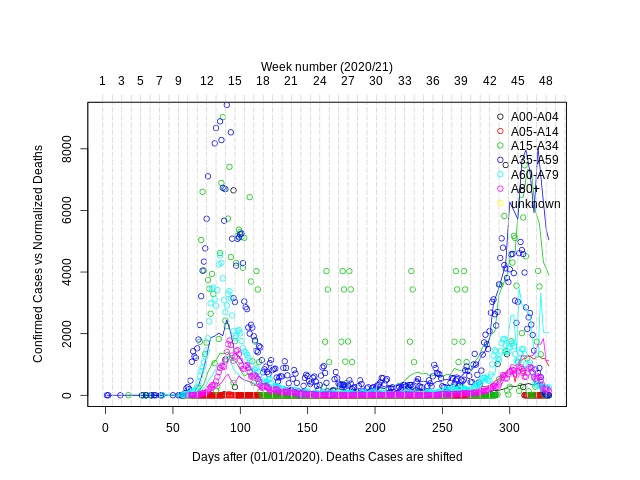 Week number (2020/21)
1 3 5 7 9 12 15 18 21 24 27 30 33 36 39 42 45 48
Confirmed Cases vs Normalized Deaths
8000
6000
4000
2000
0
A00-A04
A05-A14
A15-A34
A35-A59
A60-A79
A80+
unknown
0 50 100 150 200 250 300
Days after (01/01/2020). Deaths Cases are shifted